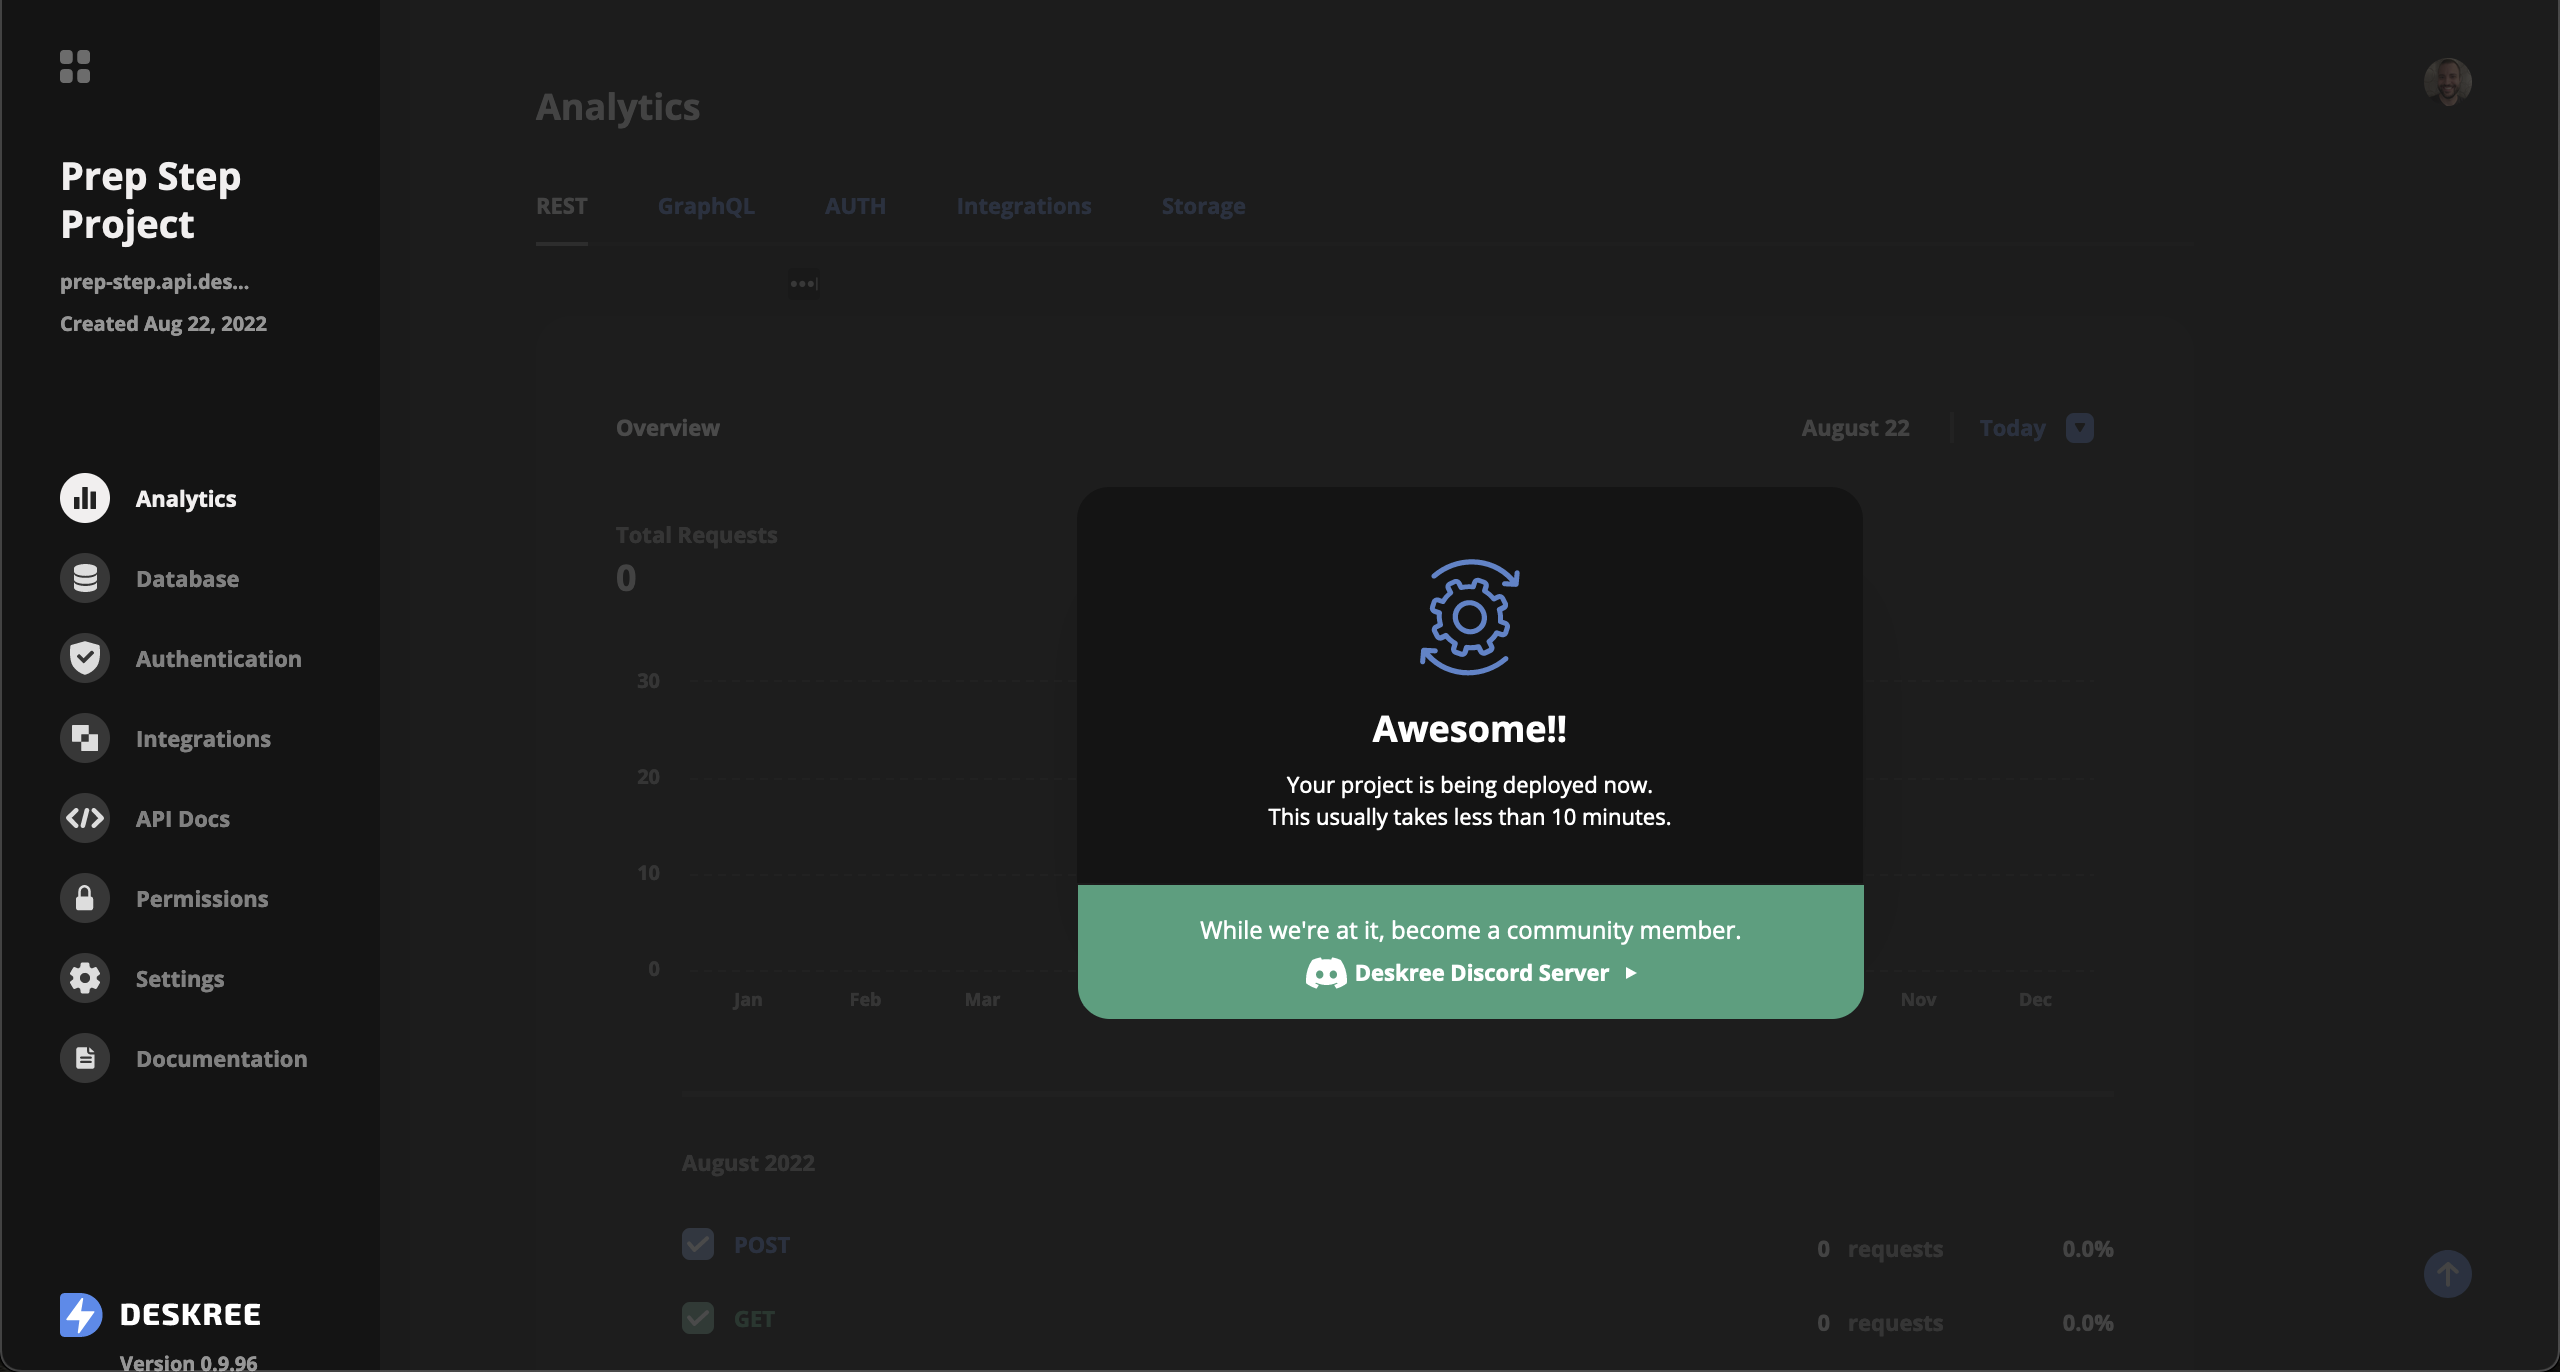 Prep Step
Project
prep-step.api.des...
Created Aug 22, 2022
Analytics
Database
Authentication
Integrations
API Docs
Permissions
Settings
Documentation
DESKREE
Version 0.9.96
Analytics
REST GraphQL AUTH Integrations Storage
Overview August 22 Today
Total Requests
0
30
20
10
0
Jan Feb Mar Nov Dec
Awesome!!
Your project is being deployed now.
This usually takes less than 10 minutes.
While we're at it, become a community member.
Deskree Discord Server
August 2022
POST 0 requests 0.0%
GET 0 requests 0.0%